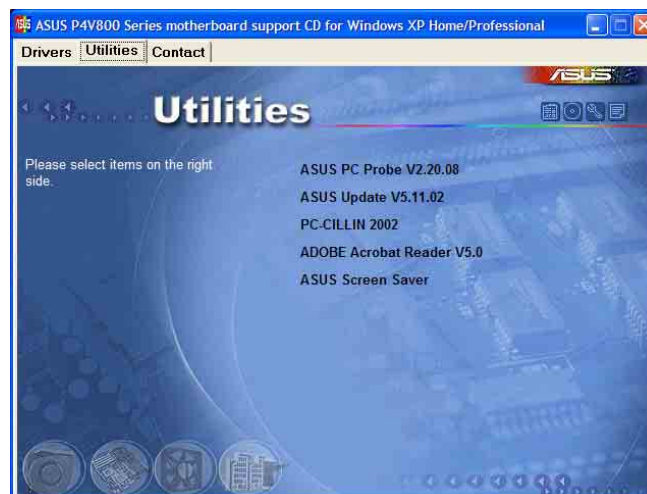 ASUS P4V800 Series motherboard support CD for Windows XP Home/Professional
Drivers Utilities Contact
ASUS
Utilities
Please select items on the right
side.
ASUS PC Probe V2.20.08
ASUS Update V5.11.02
PC-CILLIN 2002
ADOBE Acrobat Reader V5.0
ASUS Screen Saver